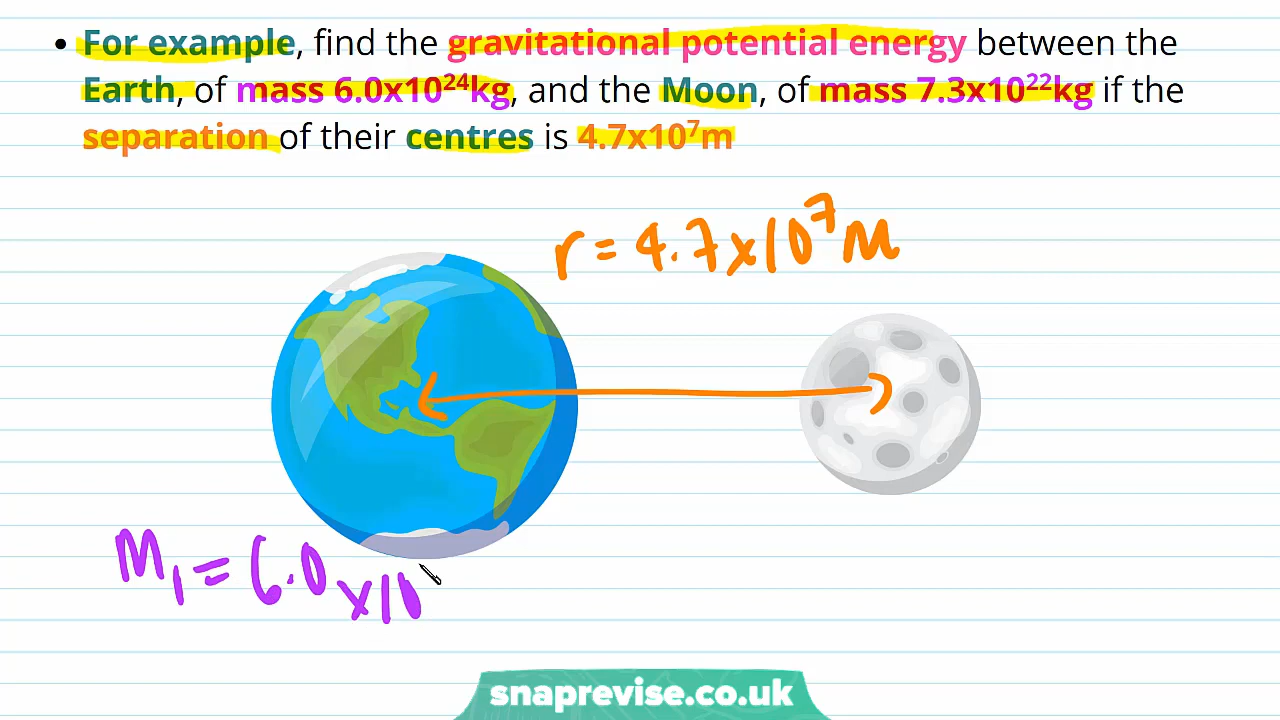 • For example, find the gravitational potential energy between the
Earth, of mass 6.0x10²⁴kg, and the Moon, of mass 7.3x10²²kg if the
separation of their centres is 4.7x10⁷m
r = 4.7x10⁷m
M₁ = 6.0x10
snaprevise.co.uk